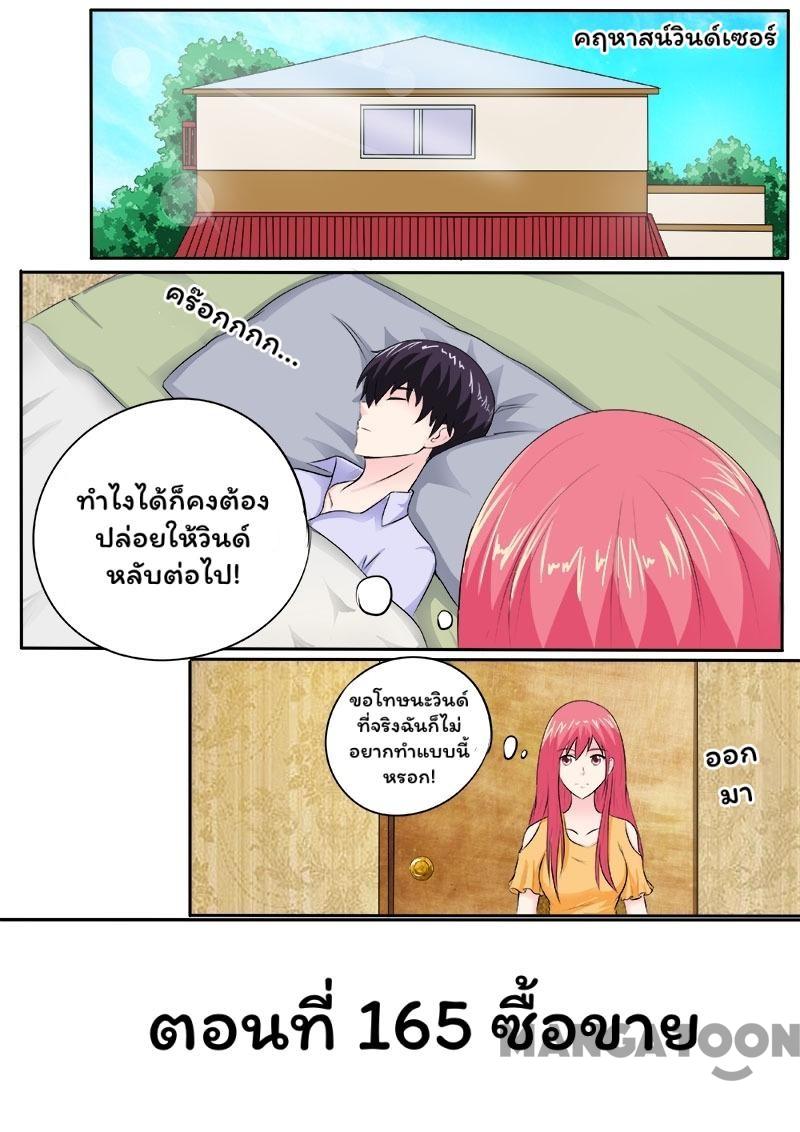 คฤหาสน์วินด์เซอร์
คร๊อกกกก...
ทำไงได้ก็คงต้อง
ปล่อยให้วินด์
หลับต่อไป!
ขอโทษนะวินด์
ที่จริงฉันก็ไม่
อยากทำแบบนี้
หรอก!
ออก
มา
ตอนที่ 165 ซื้อขาย
MANGATOON